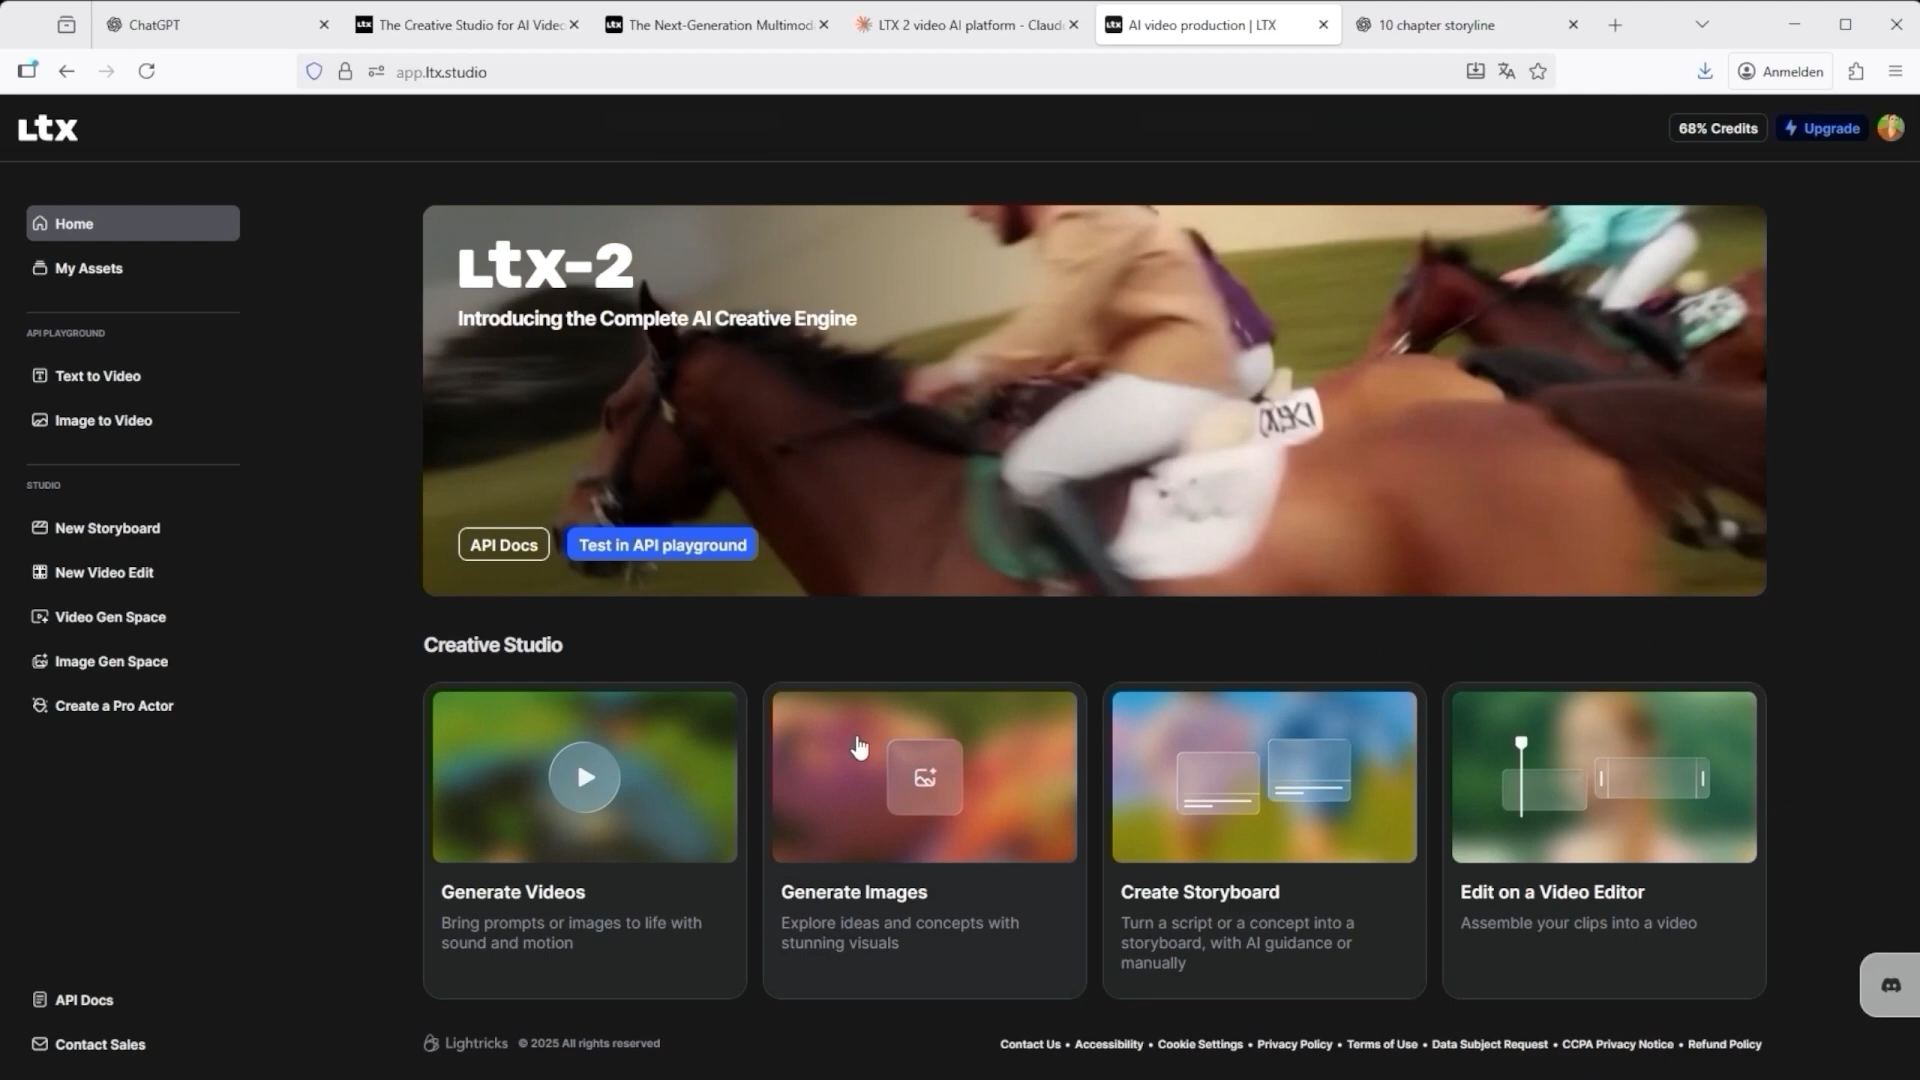 ChatGPT
The Creative Studio for AI Video
The Next-Generation Multimod
LTX 2 video AI platform - Claud
AI video production | LTX
10 chapter storyline
app.ltx.studio
Anmelden
Ltx
68% Credits
Upgrade
Home
My Assets
API PLAYGROUND
Text to Video
Image to Video
STUDIO
New Storyboard
New Video Edit
Video Gen Space
Image Gen Space
Create a Pro Actor
API Docs
Contact Sales
Ltx-2
Introducing the Complete AI Creative Engine
API Docs
Test in API playground
Creative Studio
Generate Videos
Bring prompts or images to life with
sound and motion
Generate Images
Explore ideas and concepts with
stunning visuals
Create Storyboard
Turn a script or a concept into a
storyboard, with AI guidance or
manually
Edit on a Video Editor
Assemble your clips into a video
Lightricks © 2025 All rights reserved
Contact Us • Accessibility • Cookie Settings • Privacy Policy • Terms of Use • Data Subject Request • CCPA Privacy Notice • Refund Policy